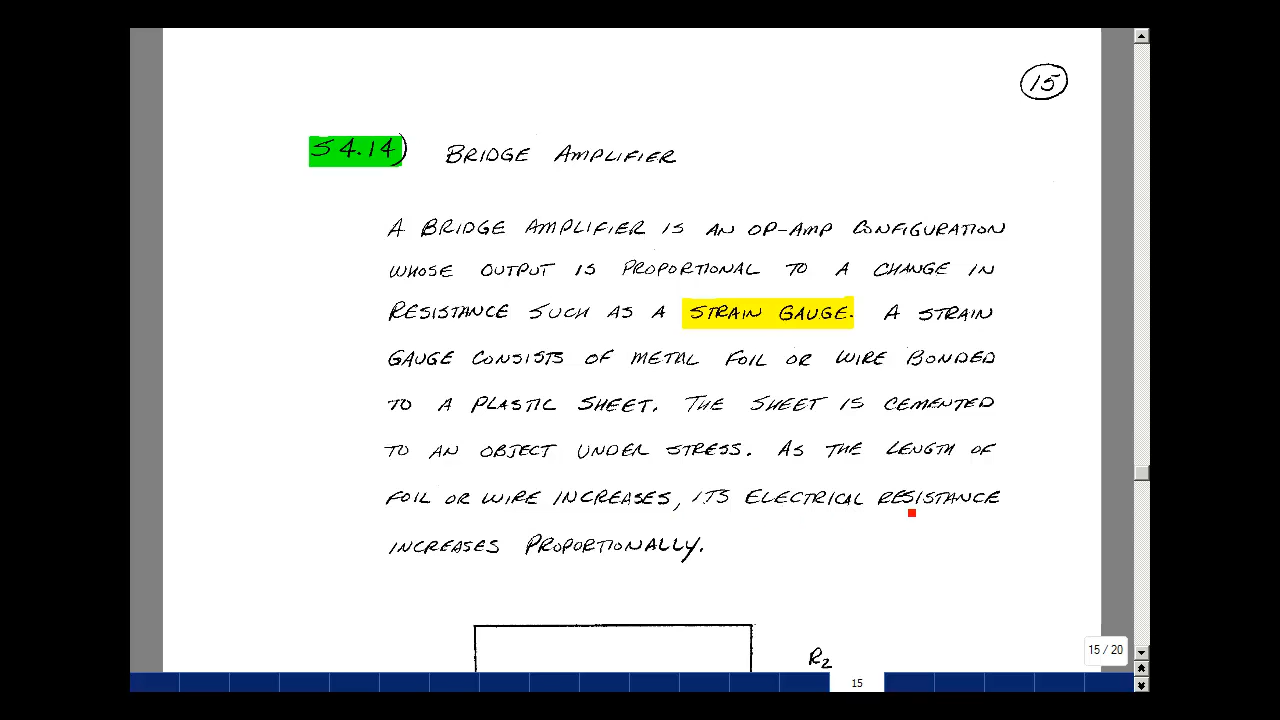 15
S4.14) BRIDGE AMPLIFIER
A BRIDGE AMPLIFIER IS AN OP-AMP CONFIGURATION
WHOSE OUTPUT IS PROPORTIONAL TO A CHANGE IN
RESISTANCE SUCH AS A STRAIN GAUGE. A STRAIN
GAUGE CONSISTS OF METAL FOIL OR WIRE BONDED
TO A PLASTIC SHEET. THE SHEET IS CEMENTED
TO AN OBJECT UNDER STRESS. AS THE LENGTH OF
FOIL OR WIRE INCREASES, ITS ELECTRICAL RESISTANCE
INCREASES PROPORTIONALLY.
R2
15 / 20
15